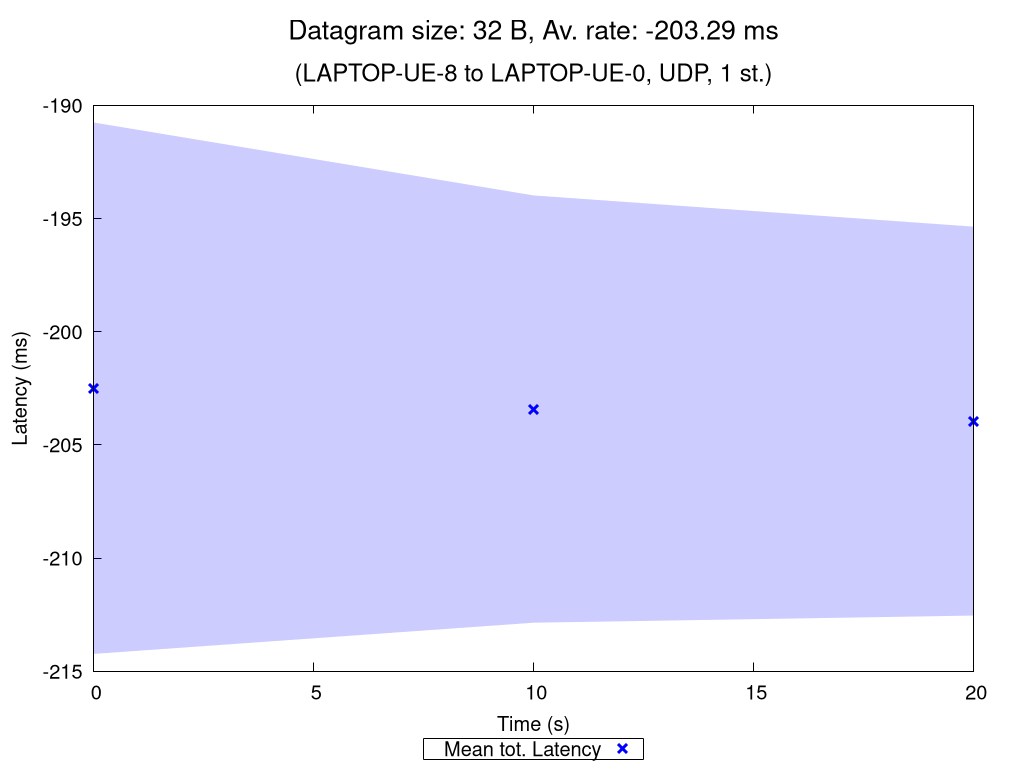 Datagram size: 32 B, Av. rate: -203.29 ms
(LAPTOP-UE-8 to LAPTOP-UE-0, UDP, 1 st.)
-190
-195
-200
-205
-210
-215
Latency (ms)
0 5 10 15 20
Time (s)
Mean tot. Latency